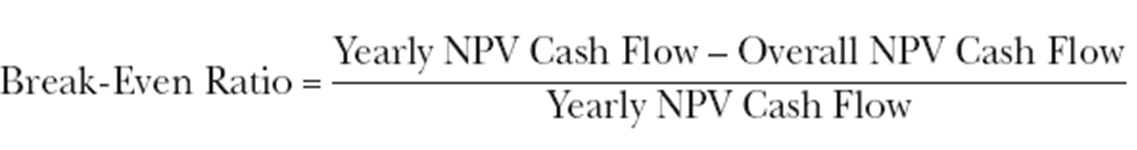 Yearly NPV Cash Flow – Overall NPV Cash Flow
Break-Even Ratio =
Yearly NPV Cash Flow